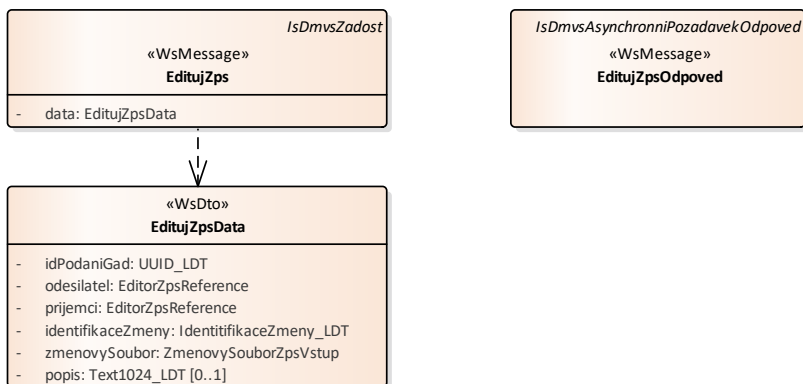 IsDmvsZadost
«WsMessage»
EditujZps
- data: EditujZpsData
IsDmvsAsynchronniPozadavekOdpoved
«WsMessage»
EditujZpsOdpoved
«WsDto»
EditujZpsData
- idPodaniGad: UUID_LDT
- odesilatel: EditorZpsReference
- prijemci: EditorZpsReference
- identifikaceZmeny: IdentitifikaceZmeny_LDT
- zmenovySoubor: ZmenovySouborZpsVstup
- popis: Text1024_LDT [0..1]